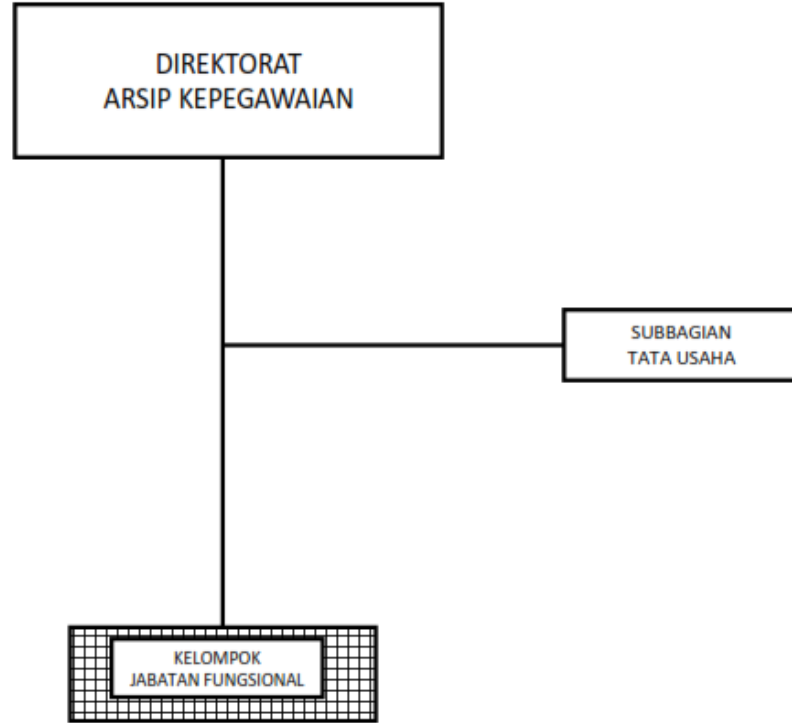 DIREKTORAT
ARSIP KEPEGAWAIAN
SUBBAGIAN
TATA USAHA
KELOMPOK
JABATAN FUNGSIONAL